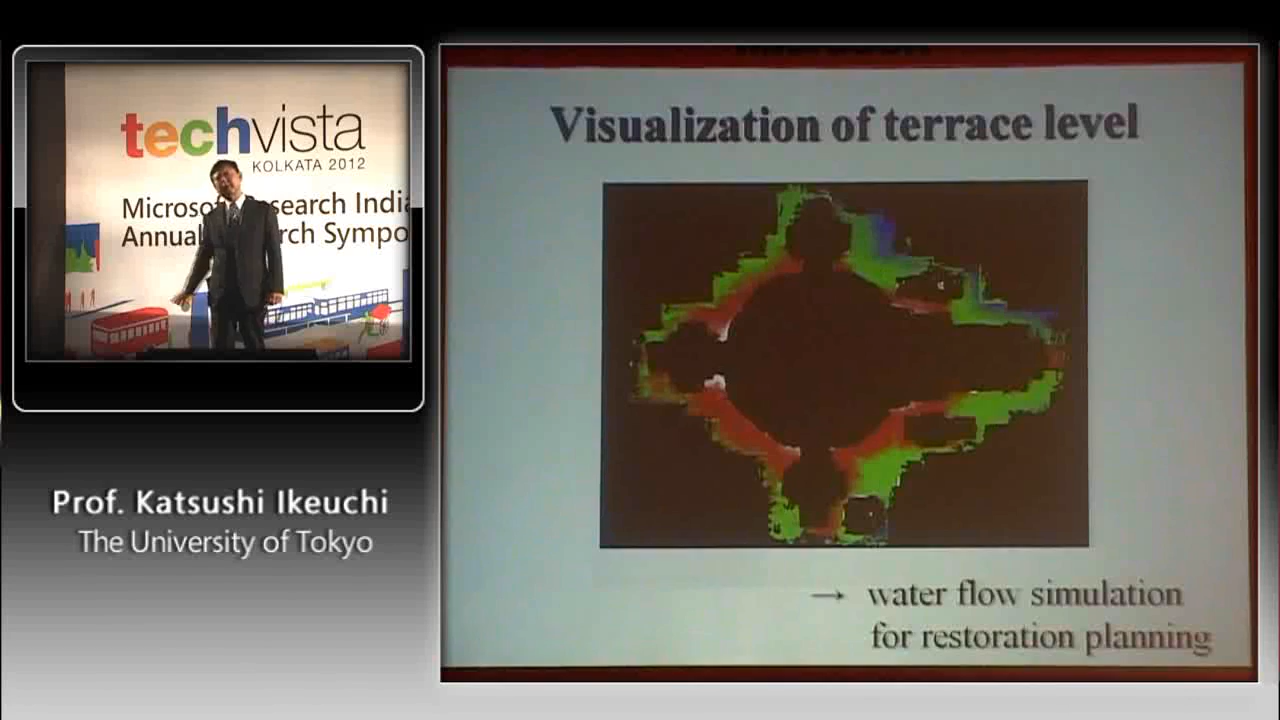 techvista
KOLKATA 2012
Microsoft Research India
Annual Research Sympo
Prof. Katsushi Ikeuchi
The University of Tokyo
Visualization of terrace level
→ water flow simulation
for restoration planning